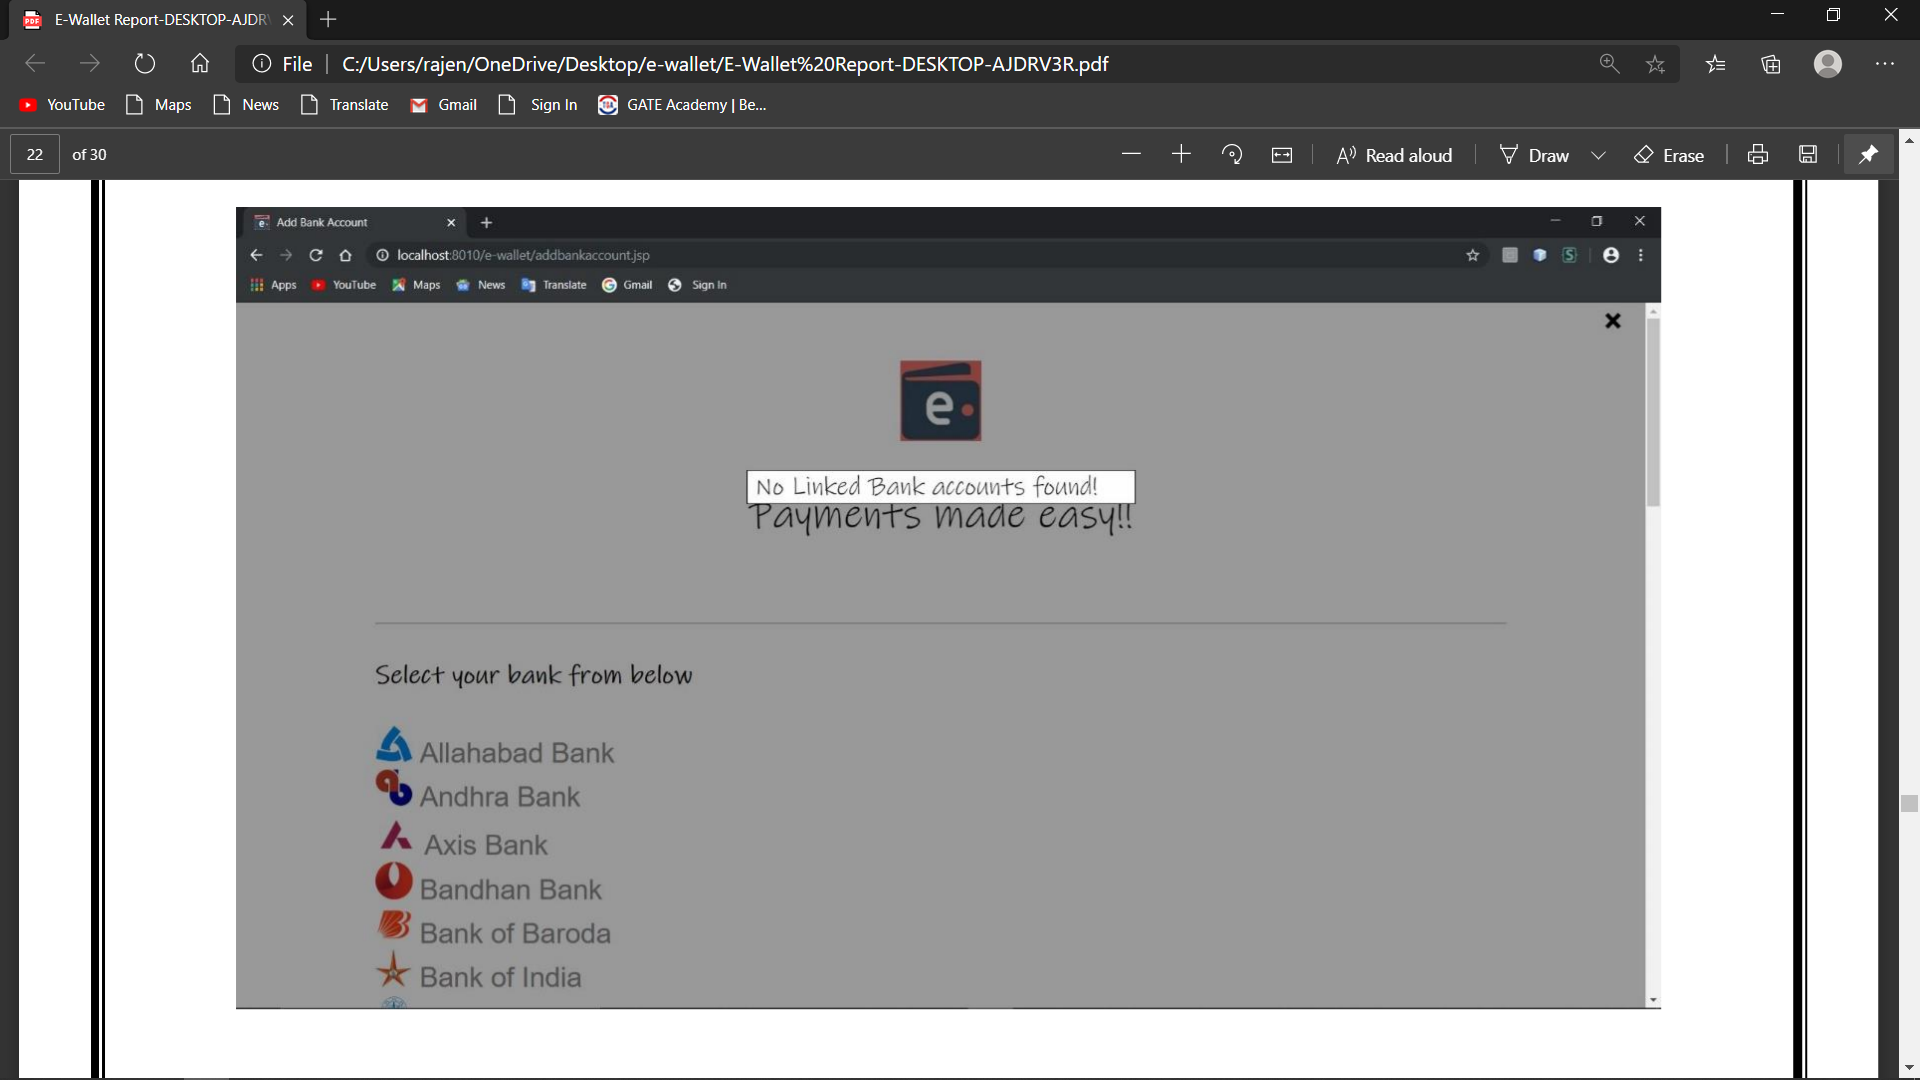 E-Wallet Report-DESKTOP-AJDR
File C:/Users/rajen/OneDrive/Desktop/e-wallet/E-Wallet%20Report-DESKTOP-AJDRV3R.pdf
YouTube Maps News Translate Gmail Sign In GATE Academy | Be...
22 of 30 Read aloud Draw Erase
Add Bank Account
localhost:8010/e-wallet/addbankaccount.jsp
Apps YouTube Maps News Translate Gmail Sign In
e
No Linked Bank accounts found!
Payments made easy!!
Select your bank from below
Allahabad Bank
Andhra Bank
Axis Bank
Bandhan Bank
Bank of Baroda
Bank of India